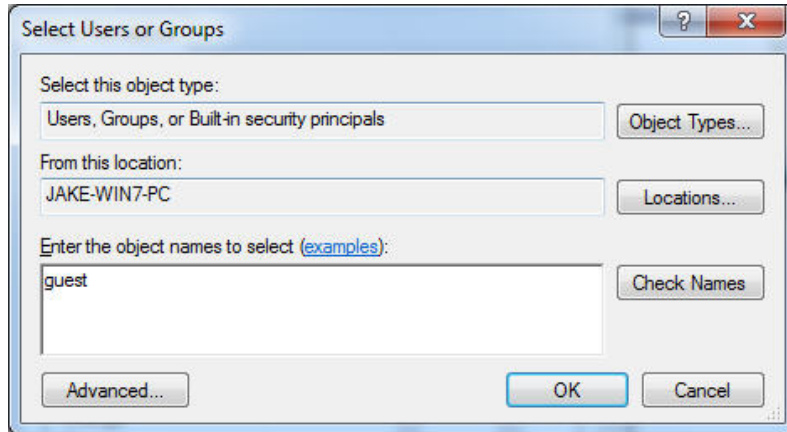 Select Users or Groups
Select this object type:
Users, Groups, or Built-in security principals
Object Types...
From this location:
JAKE-WIN7-PC
Locations...
Enter the object names to select (examples):
guest
Check Names
Advanced...
OK
Cancel